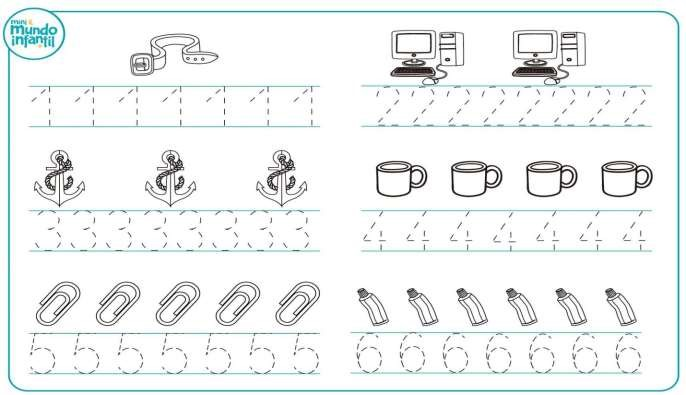 mini
mundo
infantil
1 1 1 1 1 1 1
2 2 2 2 2 2 2
3 3 3 3 3 3 3
4 4 4 4 4 4 4
5 5 5 5 5 5 5
6 6 6 6 6 6 6